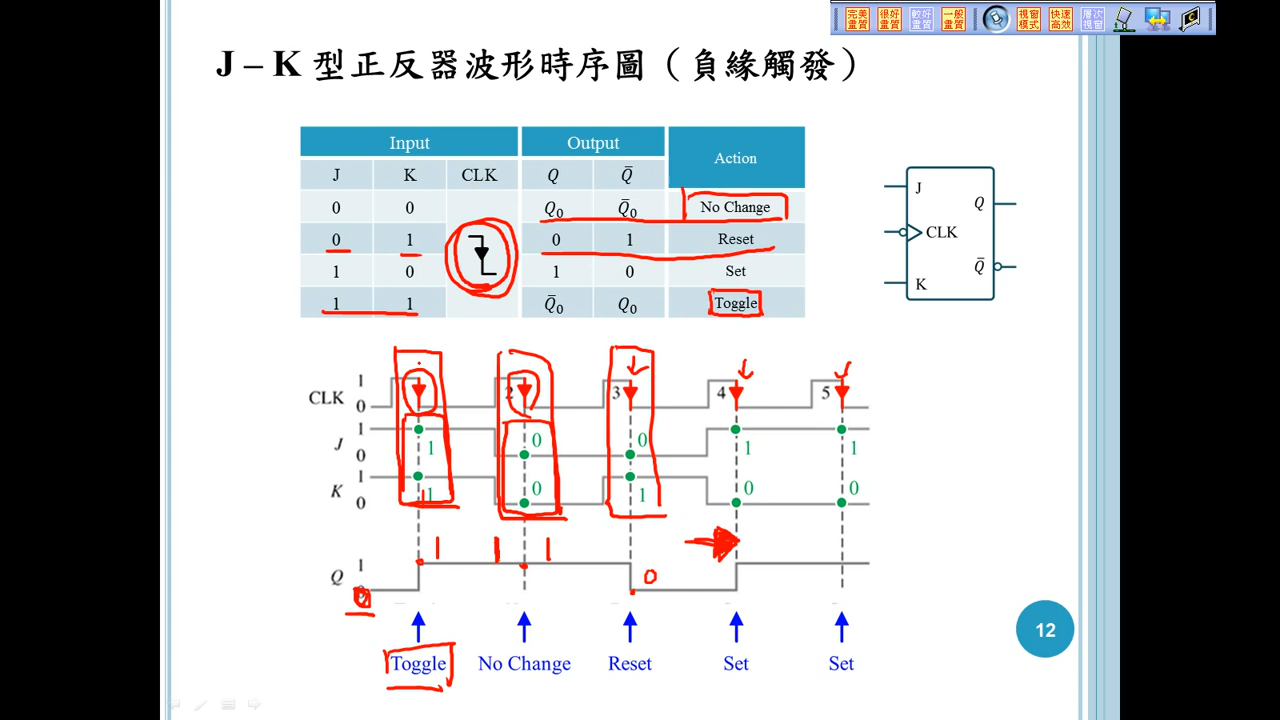 完美畫質 很好畫質 較好畫質 一般畫質 視窗模式 快速高效 層次視窗
J – K 型正反器波形時序圖（負緣觸發）
Input Output Action
J K CLK Q Q̅
0 0 Q₀ Q̅₀ No Change
0 1 0 1 Reset
1 0 1 0 Set
1 1 Q̅₀ Q₀ Toggle
J Q
CLK
K Q̅
1
CLK 2 3 4 5
0
1
J 1 0 0 1 1
0
1
K 1 0 1 0 0
0
1 1 1
1
Q 0
0
Toggle No Change Reset Set Set
12